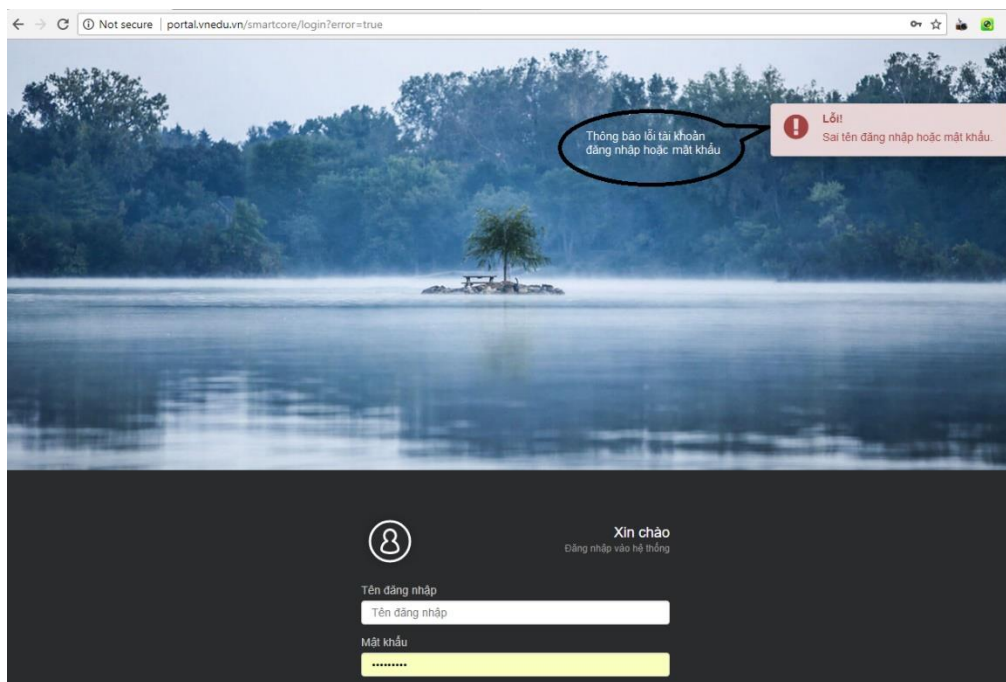 Not secure | portal.vnedu.vn/smartcore/login?error=true
Lỗi!
Sai tên đăng nhập hoặc mật khẩu.
Thông báo lỗi tài khoản
đăng nhập hoặc mật khẩu
Xin chào
Đăng nhập vào hệ thống
Tên đăng nhập
Tên đăng nhập
Mật khẩu
•••••••••